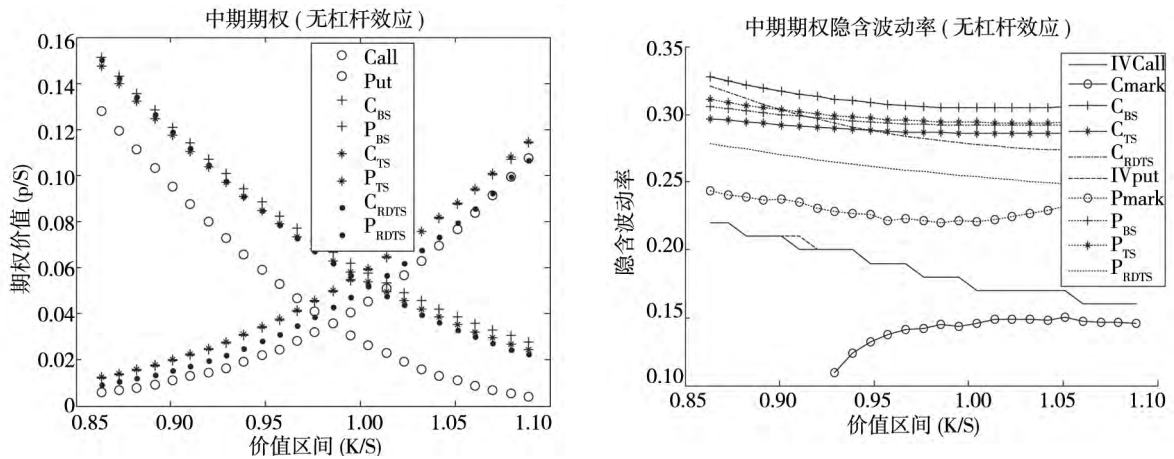 中期期权(无杠杆效应)
0.16
0.14
0.12
0.10
0.08
0.06
0.04
0.02
0
期权价值(p/S)
Call
Put
C_BS
P_BS
C_TS
P_TS
C_RDTS
P_RDTS
0.85 0.90 0.95 1.00 1.05 1.10
价值区间(K/S)
中期期权隐含波动率(无杠杆效应)
0.35
0.30
0.25
0.20
0.15
0.10
隐含波动率
IVCall
Cmark
C_BS
C_TS
C_RDTS
IVput
Pmark
P_BS
P_TS
P_RDTS
0.85 0.90 0.95 1.00 1.05 1.10
价值区间(K/S)